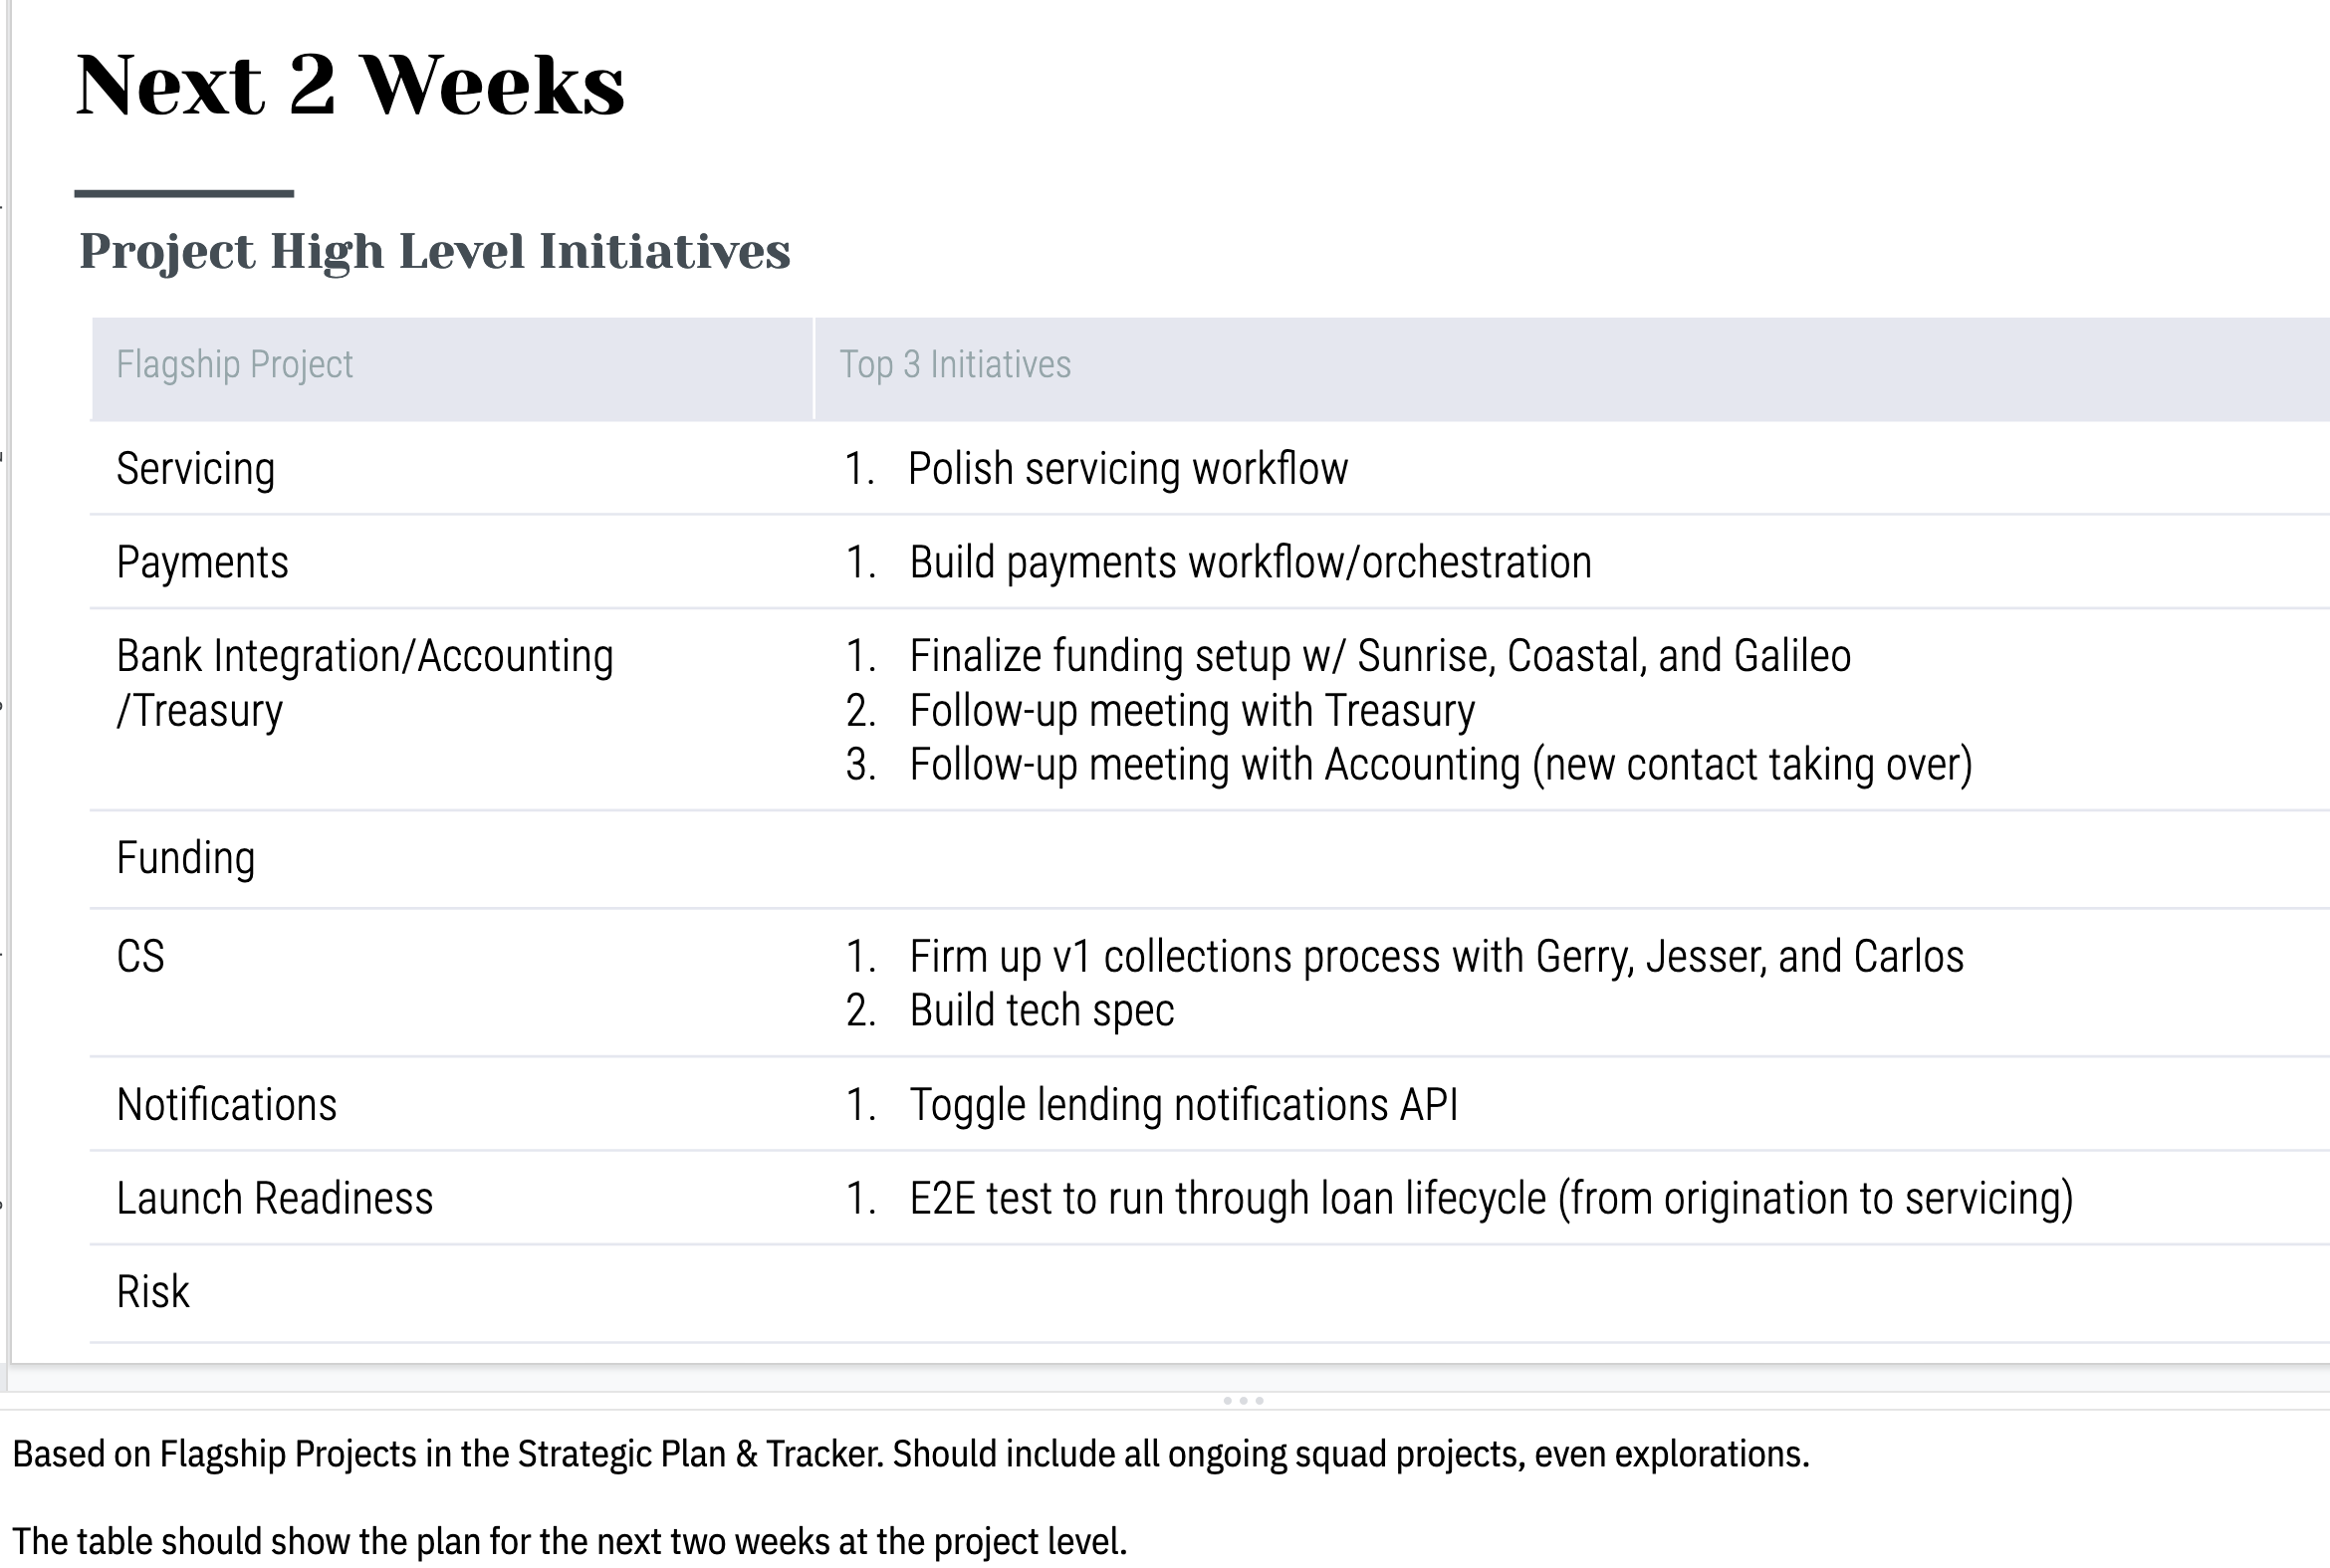 Next 2 Weeks
Project High Level Initiatives
Flagship Project
Top 3 Initiatives
Servicing
1. Polish servicing workflow
Payments
1. Build payments workflow/orchestration
Bank Integration/Accounting
/Treasury
1. Finalize funding setup w/ Sunrise, Coastal, and Galileo
2. Follow-up meeting with Treasury
3. Follow-up meeting with Accounting (new contact taking over)
Funding
CS
1. Firm up v1 collections process with Gerry, Jesser, and Carlos
2. Build tech spec
Notifications
1. Toggle lending notifications API
Launch Readiness
1. E2E test to run through loan lifecycle (from origination to servicing)
Risk
Based on Flagship Projects in the Strategic Plan & Tracker. Should include all ongoing squad projects, even explorations.
The table should show the plan for the next two weeks at the project level.